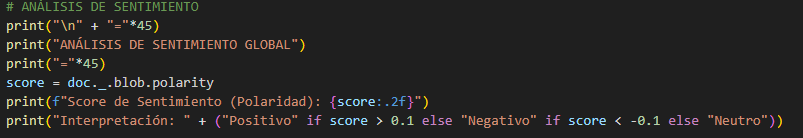 # ANÁLISIS DE SENTIMIENTO
print("\n" + "="*45)
print("ANÁLISIS DE SENTIMIENTO GLOBAL")
print("="*45)
score = doc._.blob.polarity
print(f"Score de Sentimiento (Polaridad): {score:.2f}")
print("Interpretación: " + ("Positivo" if score > 0.1 else "Negativo" if score < -0.1 else "Neutro"))